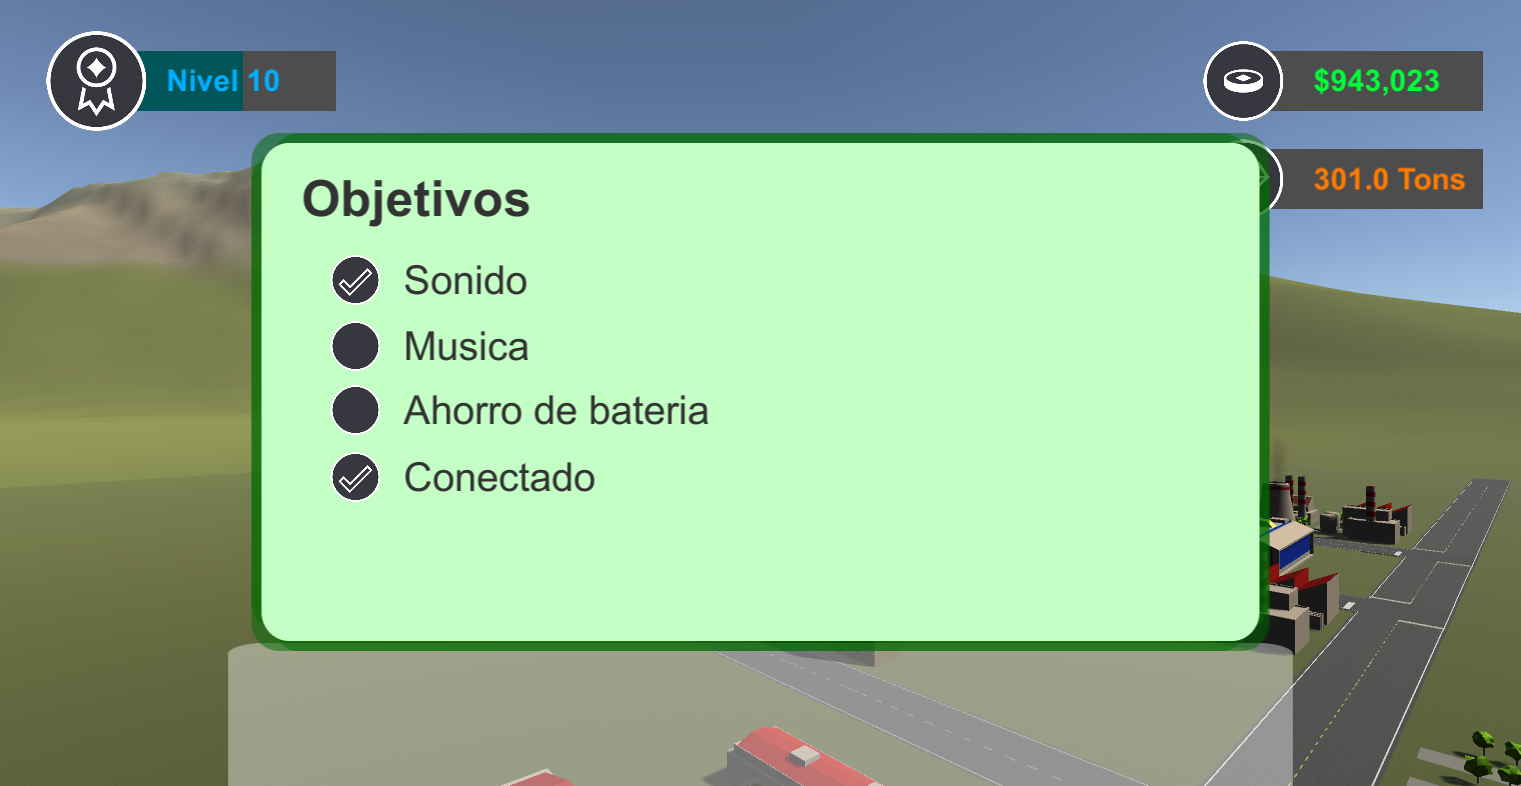 Nivel 10
$943,023
301.0 Tons
Objetivos
Sonido
Musica
Ahorro de bateria
Conectado